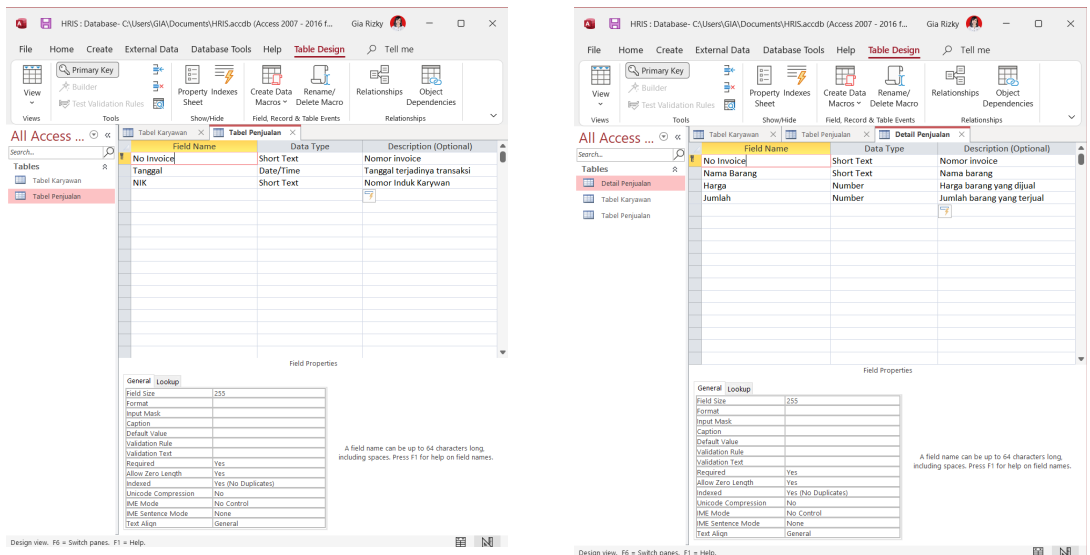 HRIS : Database- C:\Users\GIA\Documents\HRIS.accdb (Access 2007 - 2016 f... Gia Rizky
File Home Create External Data Database Tools Help Table Design Tell me
View
Views
Primary Key
Builder
Test Validation Rules
Tools
Property Sheet
Indexes
Show/Hide
Create Data Macros
Rename/ Delete Macro
Field, Record & Table Events
Relationships
Object Dependencies
Relationships
All Access ...
Search...
Tables
Tabel Karyawan
Tabel Penjualan
Tabel Karyawan Tabel Penjualan
Field Name Data Type Description (Optional)
No Invoice Short Text Nomor invoice
Tanggal Date/Time Tanggal terjadinya transaksi
NIK Short Text Nomor Induk Karywan
Field Properties
General Lookup
Field Size 255
Format
Input Mask
Caption
Default Value
Validation Rule
Validation Text
Required Yes
Allow Zero Length Yes
Indexed Yes (No Duplicates)
Unicode Compression No
IME Mode No Control
IME Sentence Mode None
Text Align General
A field name can be up to 64 characters long,
including spaces. Press F1 for help on field names.
Design view. F6 = Switch panes. F1 = Help.
HRIS : Database- C:\Users\GIA\Documents\HRIS.accdb (Access 2007 - 2016 f... Gia Rizky
File Home Create External Data Database Tools Help Table Design Tell me
View
Views
Primary Key
Builder
Test Validation Rules
Tools
Property Sheet
Indexes
Show/Hide
Create Data Macros
Rename/ Delete Macro
Field, Record & Table Events
Relationships
Object Dependencies
Relationships
All Access ...
Search...
Tables
Detail Penjualan
Tabel Karyawan
Tabel Penjualan
Tabel Karyawan Tabel Penjualan Detail Penjualan
Field Name Data Type Description (Optional)
No Invoice Short Text Nomor invoice
Nama Barang Short Text Nama barang
Harga Number Harga barang yang dijual
Jumlah Number Jumlah barang yang terjual
Field Properties
General Lookup
Field Size 255
Format
Input Mask
Caption
Default Value
Validation Rule
Validation Text
Required Yes
Allow Zero Length Yes
Indexed Yes (No Duplicates)
Unicode Compression No
IME Mode No Control
IME Sentence Mode None
Text Align General
A field name can be up to 64 characters long,
including spaces. Press F1 for help on field names.
Design view. F6 = Switch panes. F1 = Help.